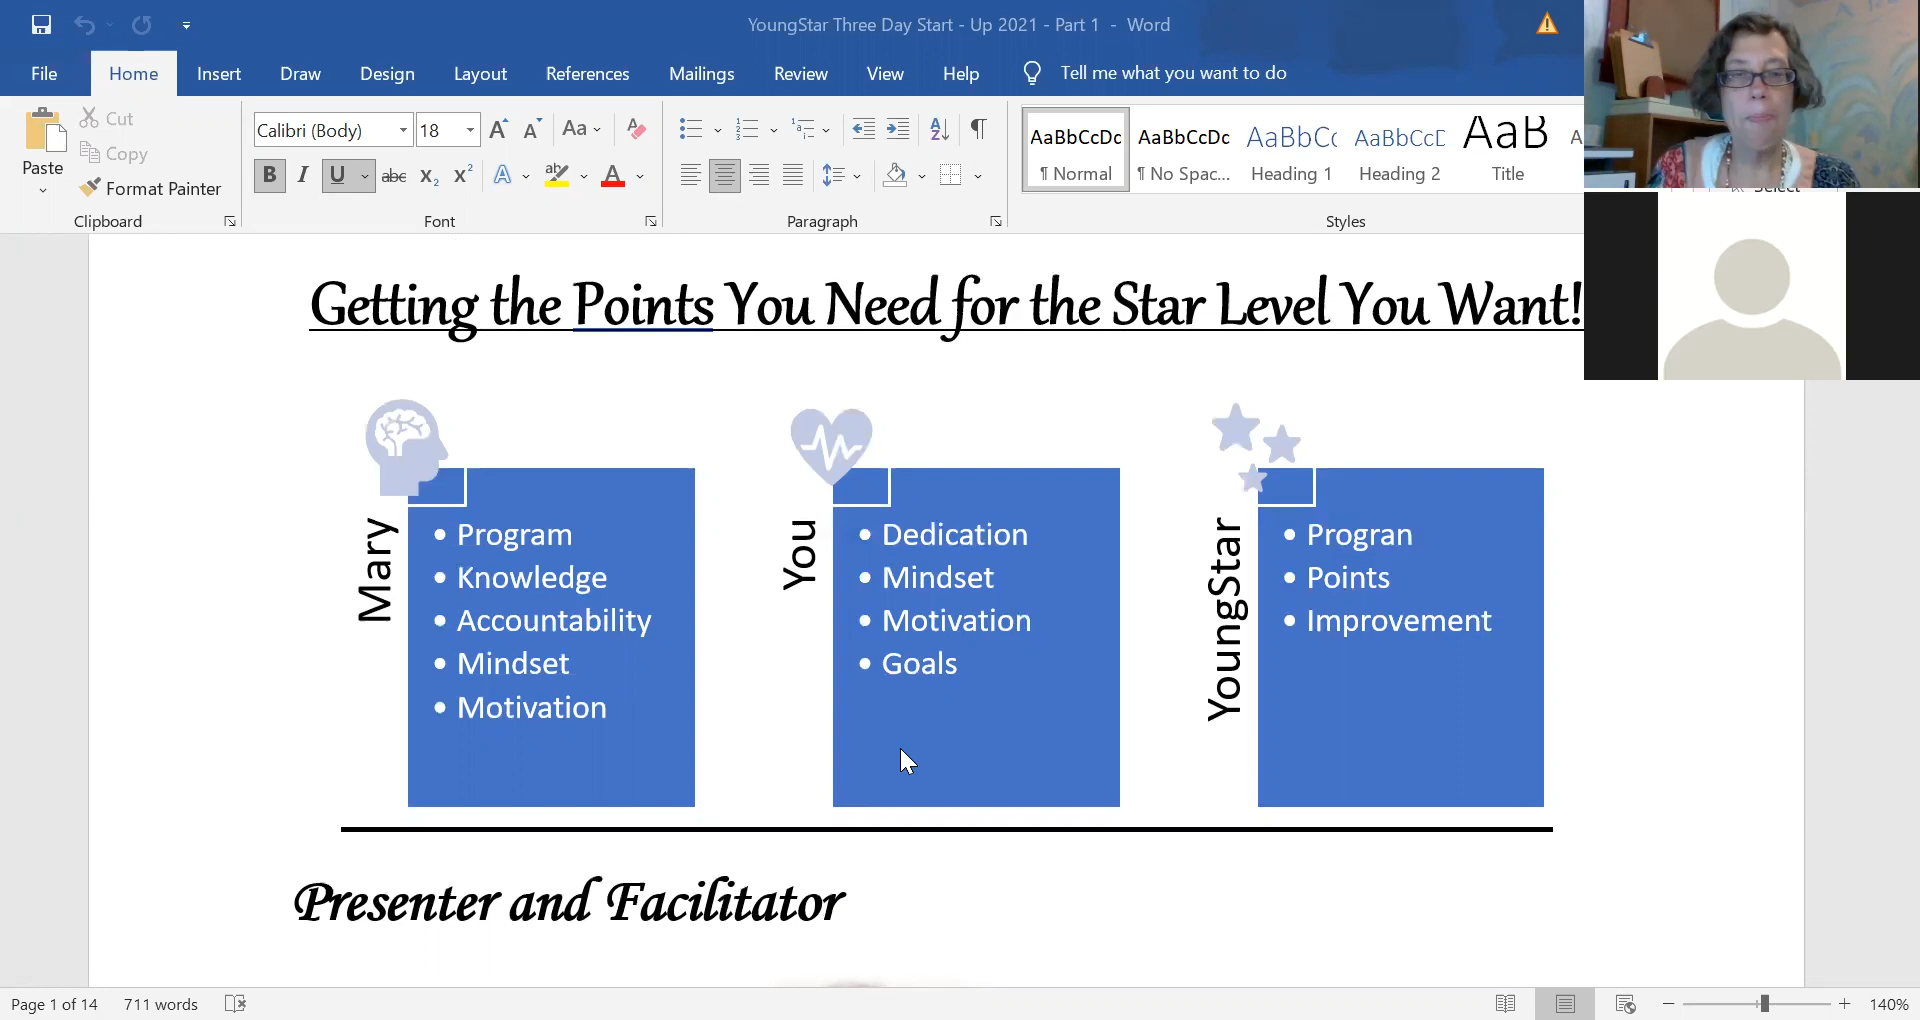 YoungStar Three Day Start - Up 2021 - Part 1 - Word
File Home Insert Draw Design Layout References Mailings Review View Help Tell me what you want to do
Paste
Cut
Copy
Format Painter
Clipboard
Calibri (Body) 18
Font
Paragraph
AaBbCcDc AaBbCcDc AaBbCc AaBbCcD AaB
¶ Normal ¶ No Spac... Heading 1 Heading 2 Title
Styles
Select
Getting the Points You Need for the Star Level You Want!
Mary
• Program
• Knowledge
• Accountability
• Mindset
• Motivation
You
• Dedication
• Mindset
• Motivation
• Goals
YoungStar
• Progran
• Points
• Improvement
Presenter and Facilitator
Page 1 of 14 711 words 140%